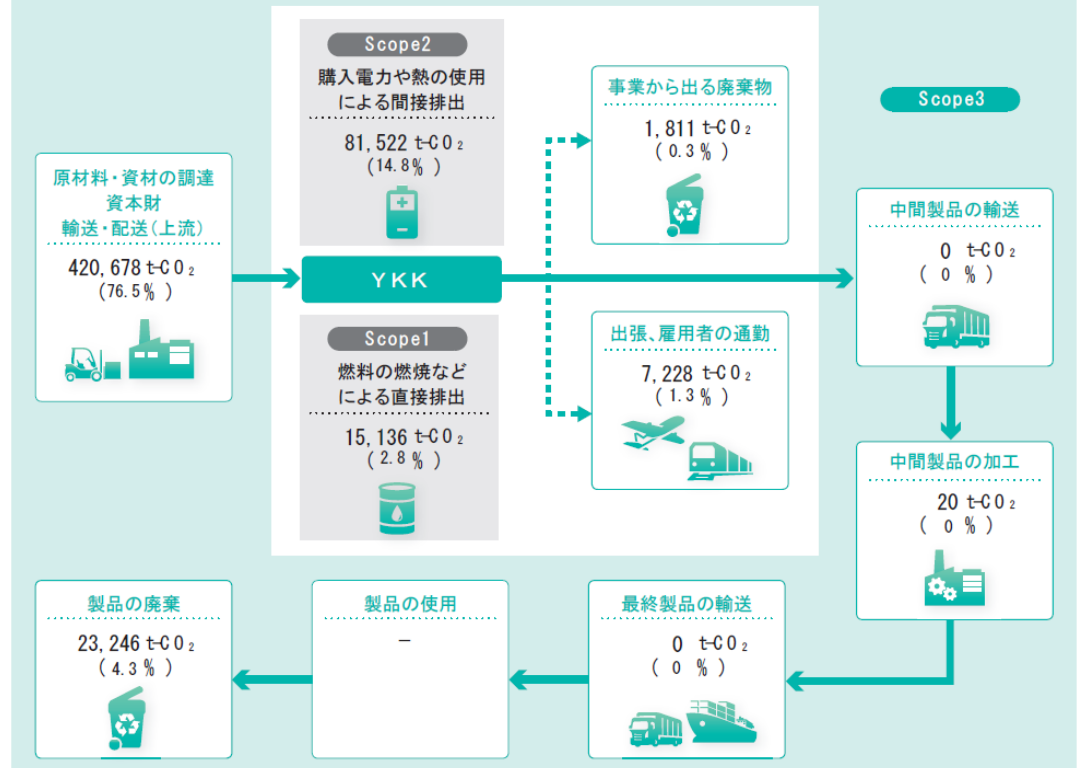 Scope2
購入電力や熱の使用
による間接排出
81,522 t-CO2
(14.8%)
事業から出る廃棄物
1,811 t-CO2
(0.3%)
Scope3
原材料・資材の調達
資本財
輸送・配送(上流)
420,678 t-CO2
(76.5%)
YKK
中間製品の輸送
0 t-CO2
(0%)
Scope1
燃料の燃焼など
による直接排出
15,136 t-CO2
(2.8%)
出張、雇用者の通勤
7,228 t-CO2
(1.3%)
中間製品の加工
20 t-CO2
(0%)
製品の廃棄
23,246 t-CO2
(4.3%)
製品の使用
–
最終製品の輸送
0 t-CO2
(0%)